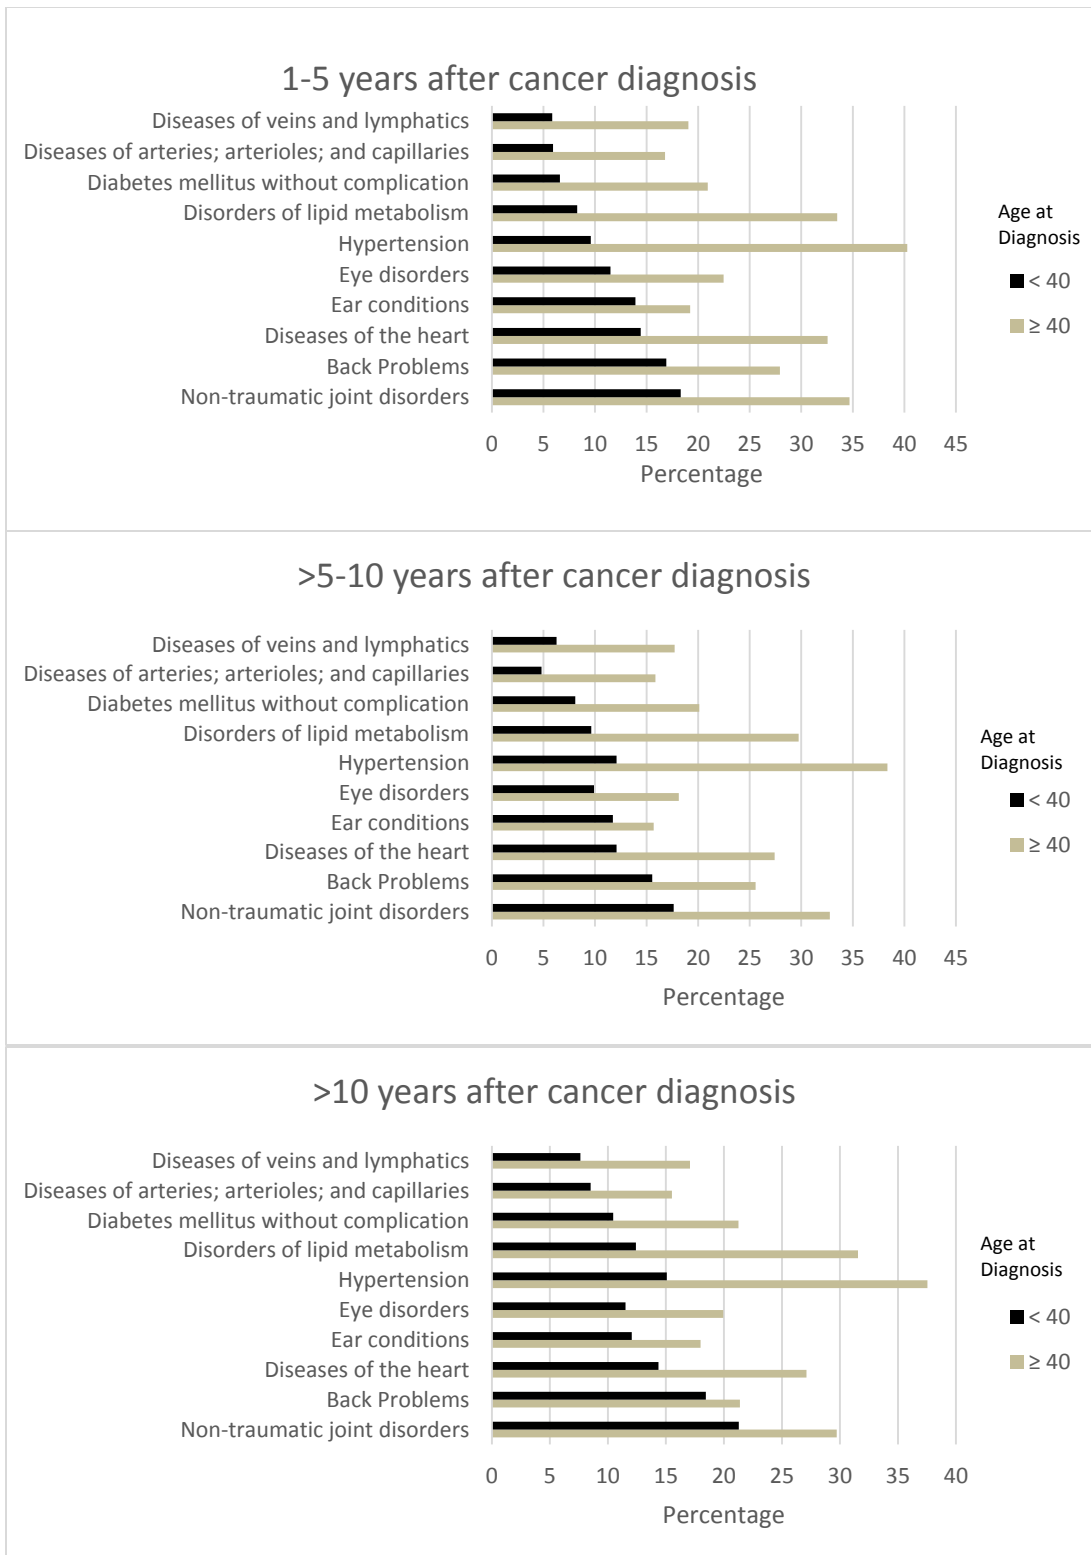 1-5 years after cancer diagnosis
Diseases of veins and lymphatics
Diseases of arteries; arterioles; and capillaries
Diabetes mellitus without complication
Disorders of lipid metabolism
Hypertension
Eye disorders
Ear conditions
Diseases of the heart
Back Problems
Non-traumatic joint disorders
0 5 10 15 20 25 30 35 40 45
Percentage
Age at
Diagnosis
< 40
≥ 40
>5-10 years after cancer diagnosis
Diseases of veins and lymphatics
Diseases of arteries; arterioles; and capillaries
Diabetes mellitus without complication
Disorders of lipid metabolism
Hypertension
Eye disorders
Ear conditions
Diseases of the heart
Back Problems
Non-traumatic joint disorders
0 5 10 15 20 25 30 35 40 45
Percentage
Age at
Diagnosis
< 40
≥ 40
>10 years after cancer diagnosis
Diseases of veins and lymphatics
Diseases of arteries; arterioles; and capillaries
Diabetes mellitus without complication
Disorders of lipid metabolism
Hypertension
Eye disorders
Ear conditions
Diseases of the heart
Back Problems
Non-traumatic joint disorders
0 5 10 15 20 25 30 35 40
Percentage
Age at
Diagnosis
< 40
≥ 40